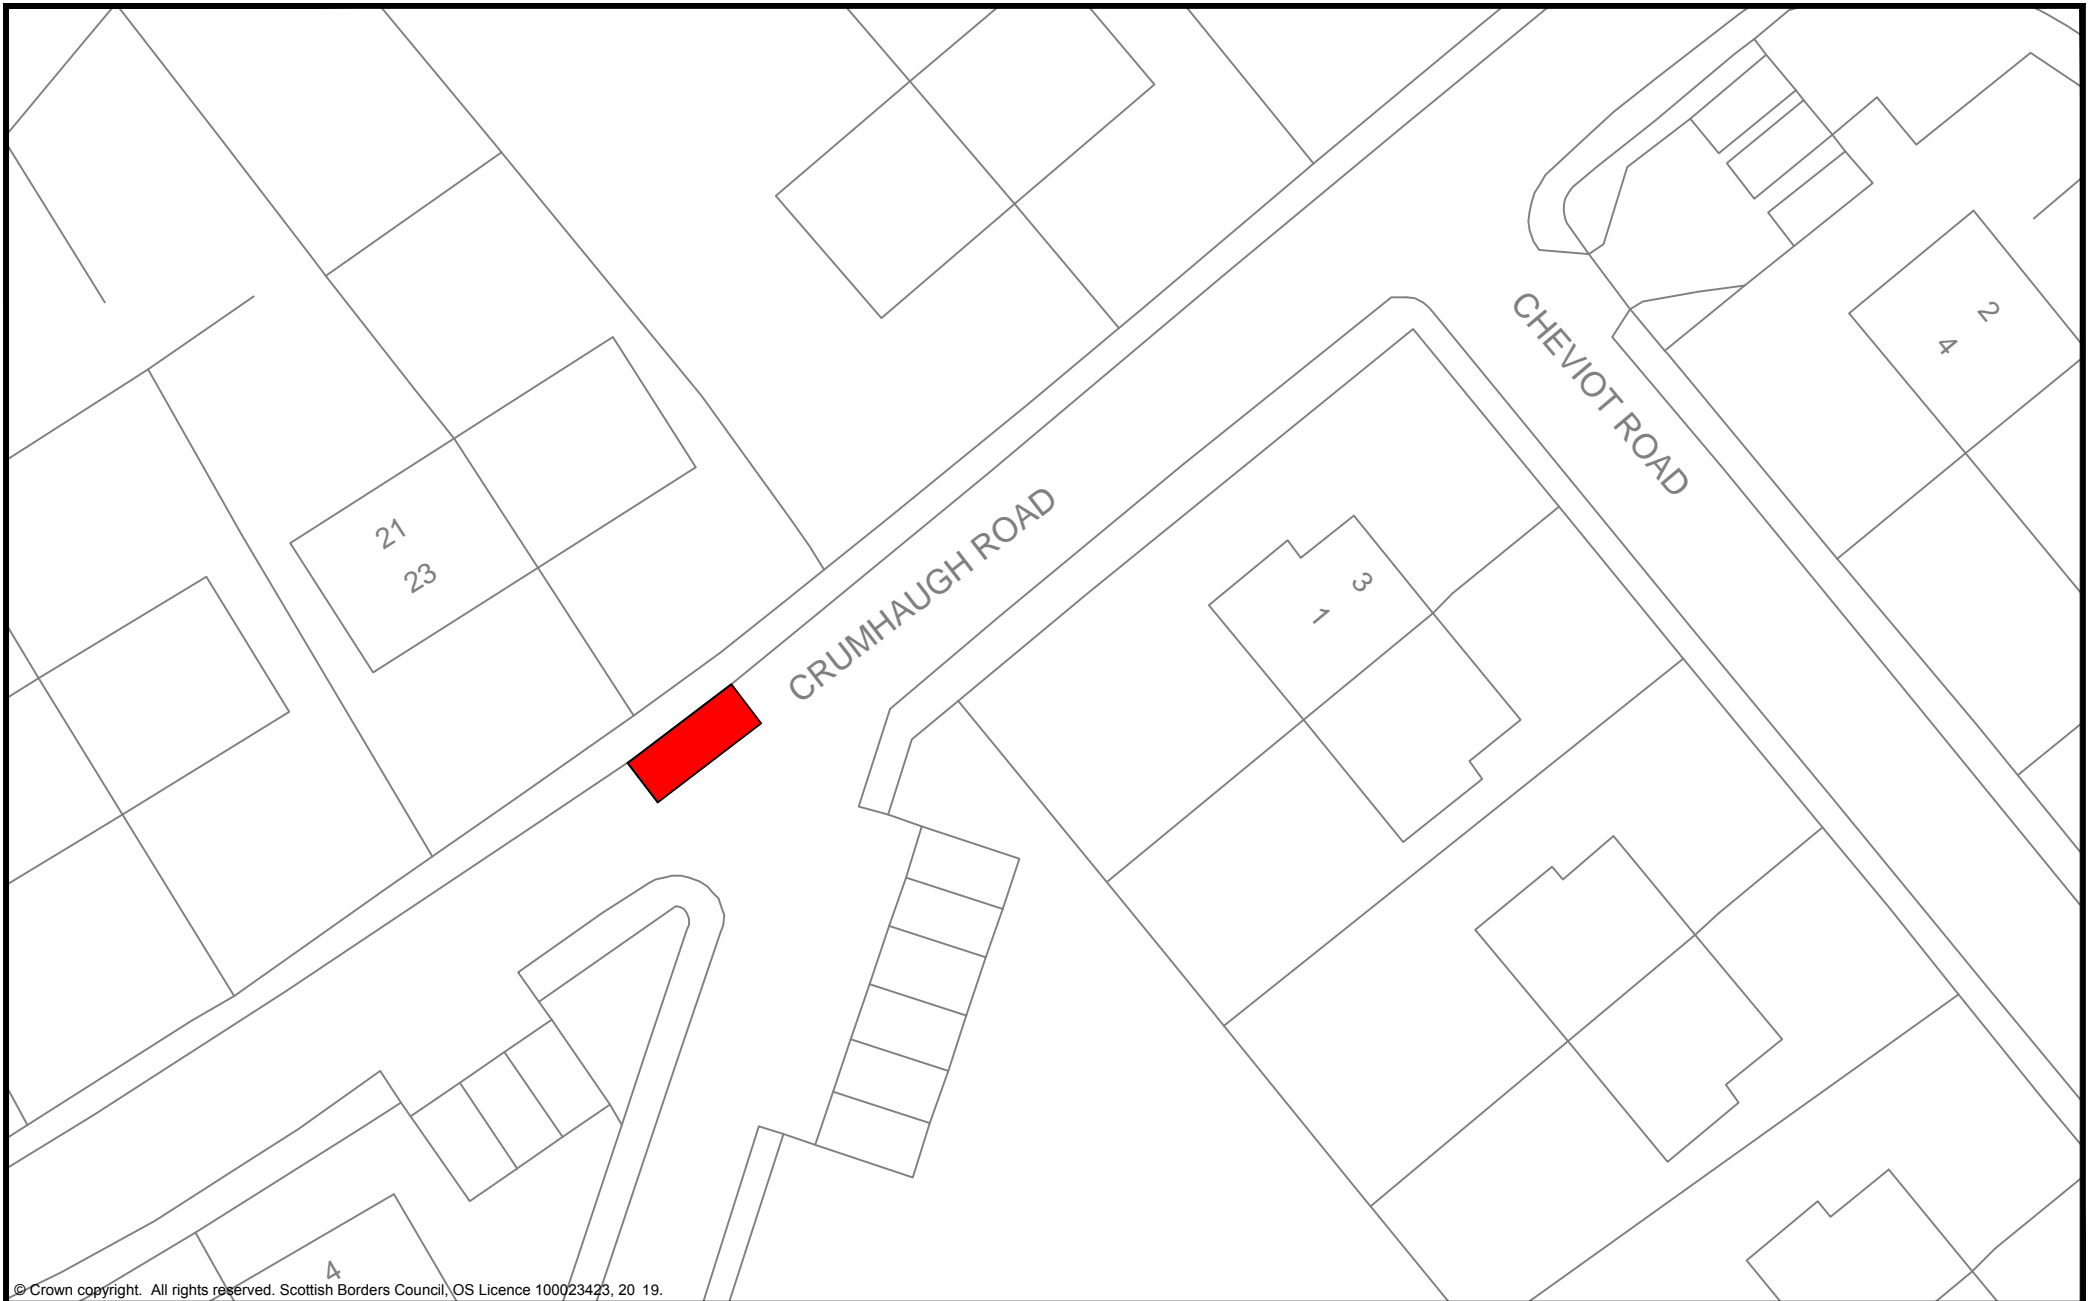 CHEVIOT ROAD
2
4
CRUMHAUGH ROAD
21
23
3
1
4
© Crown copyright. All rights reserved. Scottish Borders Council, OS Licence 100023423, 20 19.